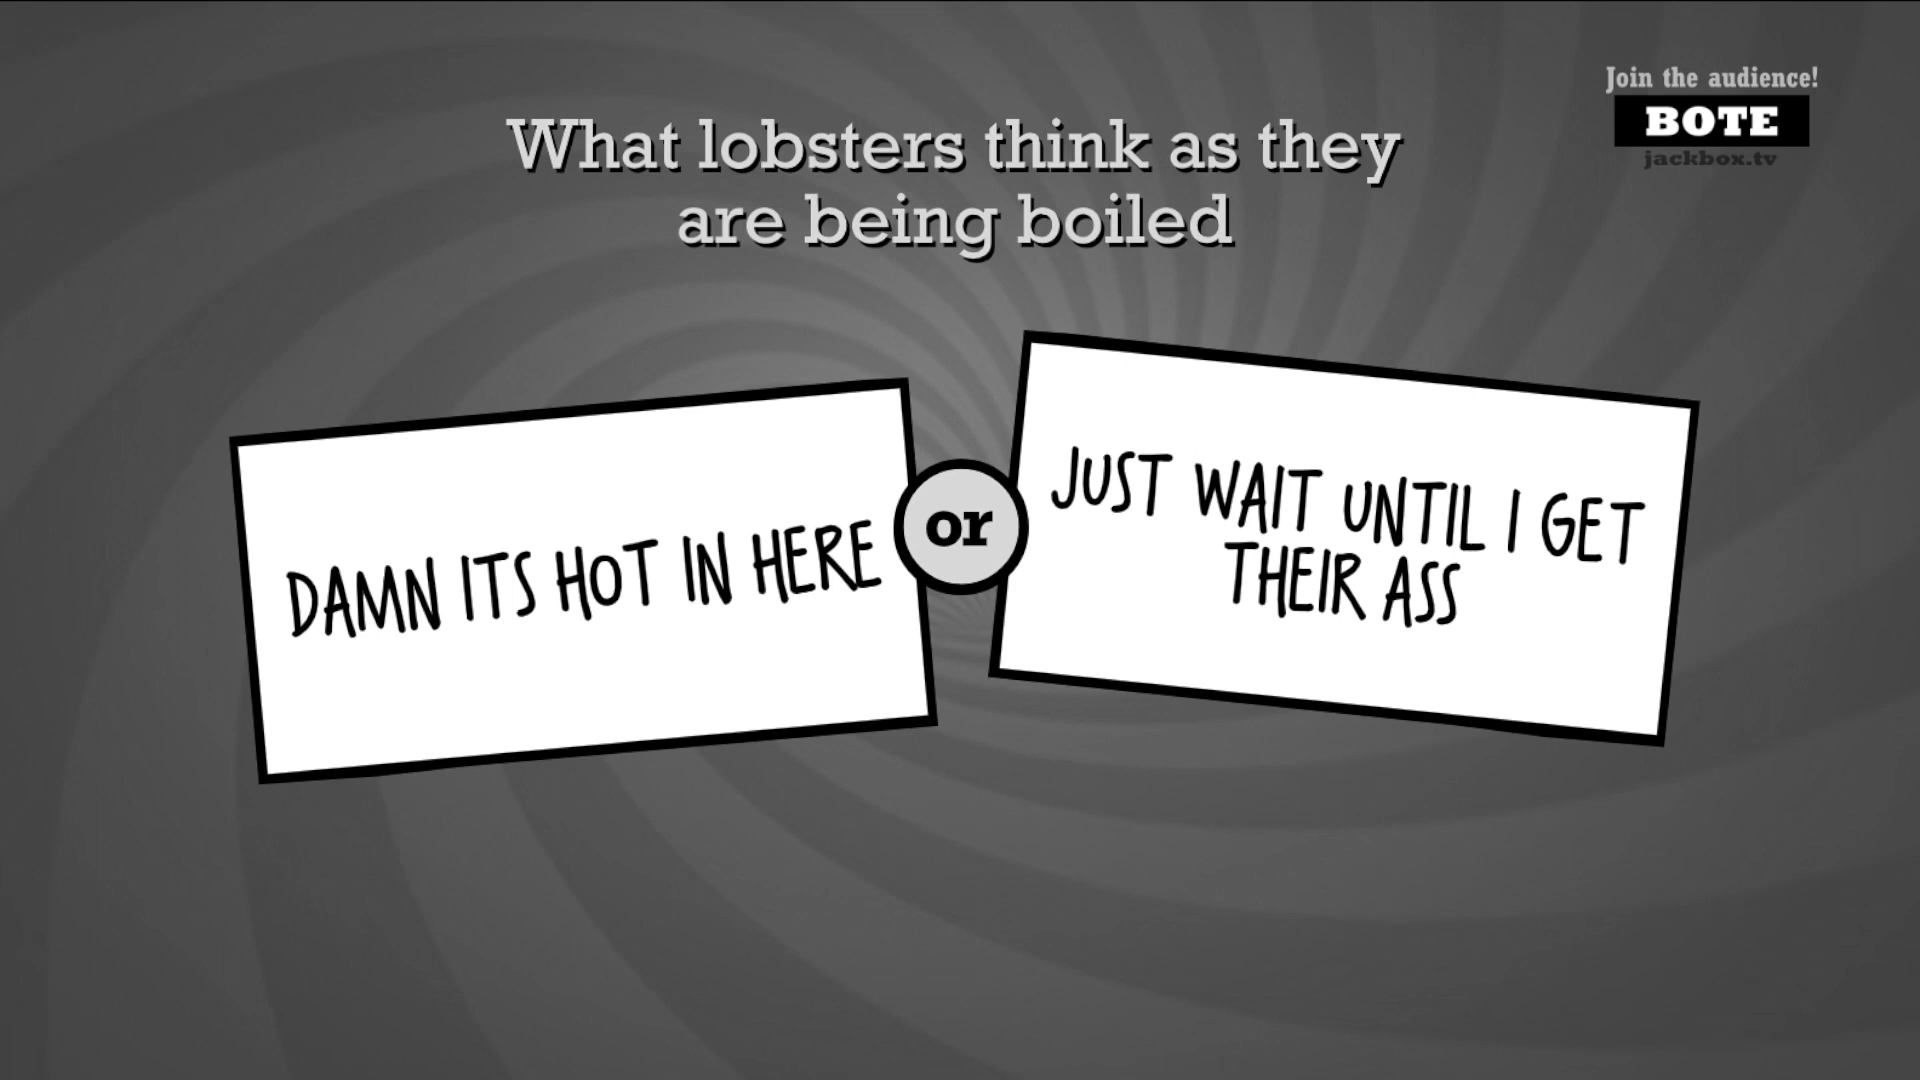 Join the audience!
BOTE
jackbox.tv
What lobsters think as they
are being boiled
DAMN ITS HOT IN HERE
or
JUST WAIT UNTIL I GET
THEIR ASS